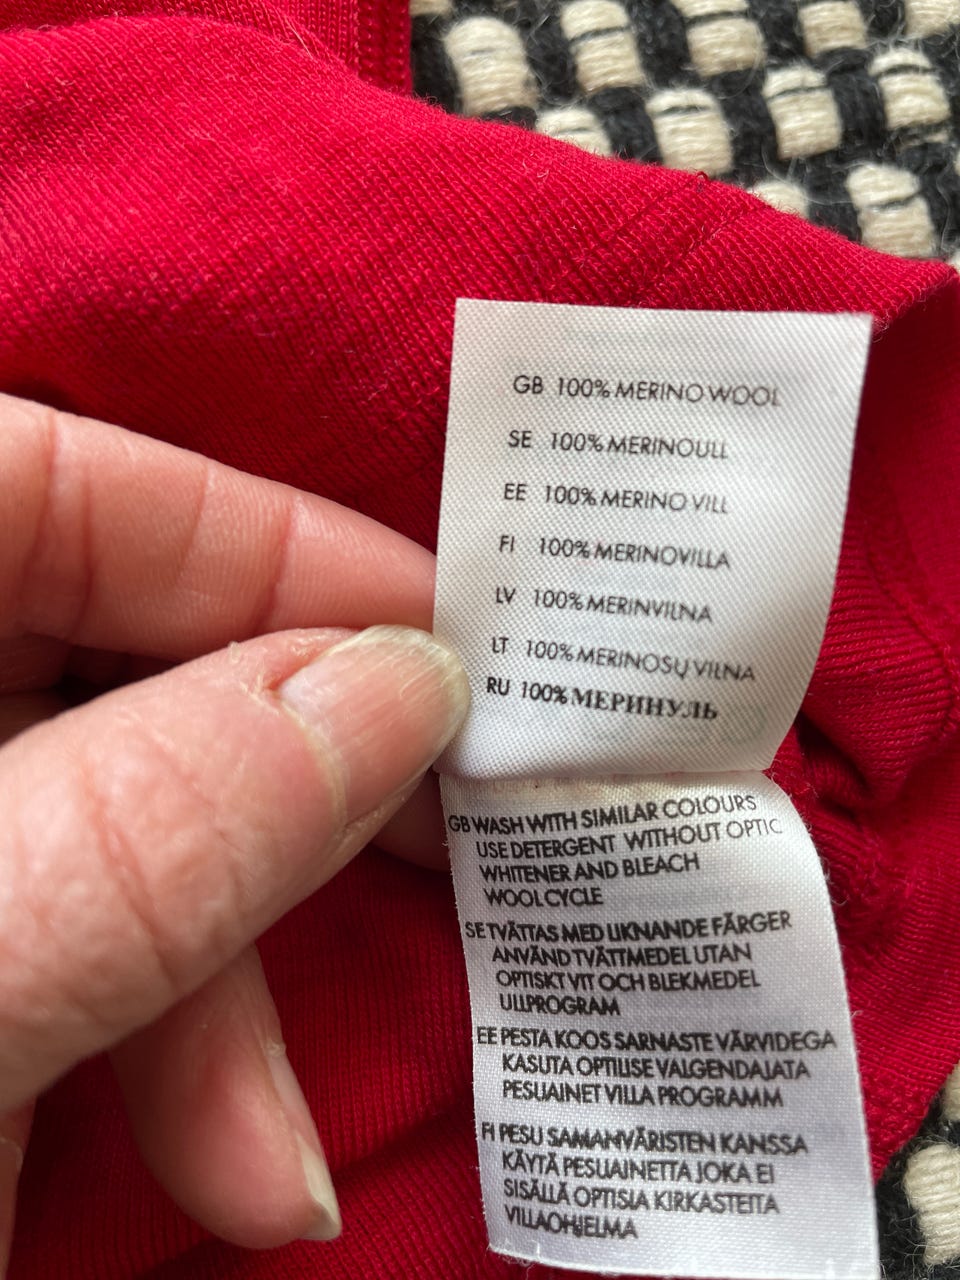 GB 100% MERINO WOOL
SE 100% MERINOULL
EE 100% MERINO VILL
FI 100% MERINOVILLA
LV 100% MERINVILNA
LT 100% MERINOSŲ VILNA
RU 100% МЕРИНУЛЬ
GB WASH WITH SIMILAR COLOURS
USE DETERGENT WITHOUT OPTIC
WHITENER AND BLEACH
WOOL CYCLE
SE TVÄTTAS MED LIKNANDE FÄRGER
ANVÄND TVÄTTMEDEL UTAN
OPTISKT VIT OCH BLEKMEDEL
ULLPROGRAM
EE PESTA KOOS SARNASTE VÄRVIDEGA
KASUTA OPTILISE VALGENDAJATA
PESUAINET VILLA PROGRAMM
FI PESU SAMANVÄRISTEN KANSSA
KÄYTÄ PESUAINETTA JOKA EI
SISÄLLÄ OPTISIA KIRKASTEITA
VILLAOHJELMA